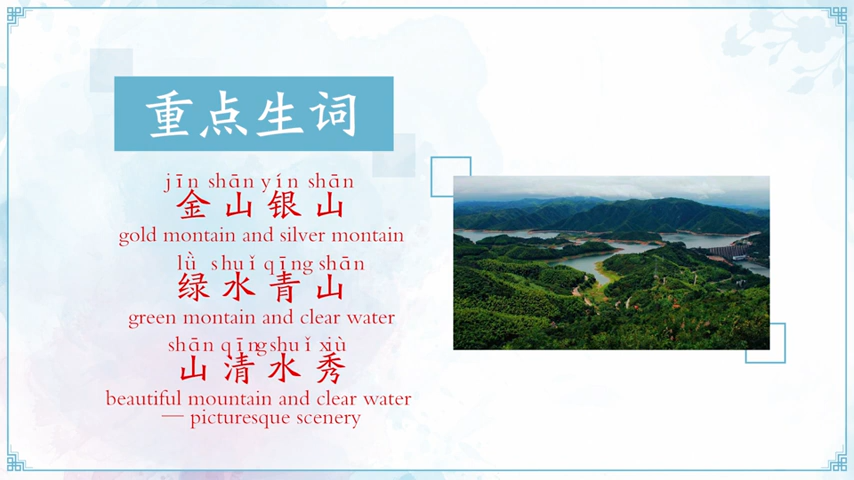 重点生词
jīn shān yín shān
金山银山
gold montain and silver montain
lǜ shuǐ qīng shān
绿水青山
green montain and clear water
shān qīng shuǐ xiù
山清水秀
beautiful mountain and clear water
— picturesque scenery